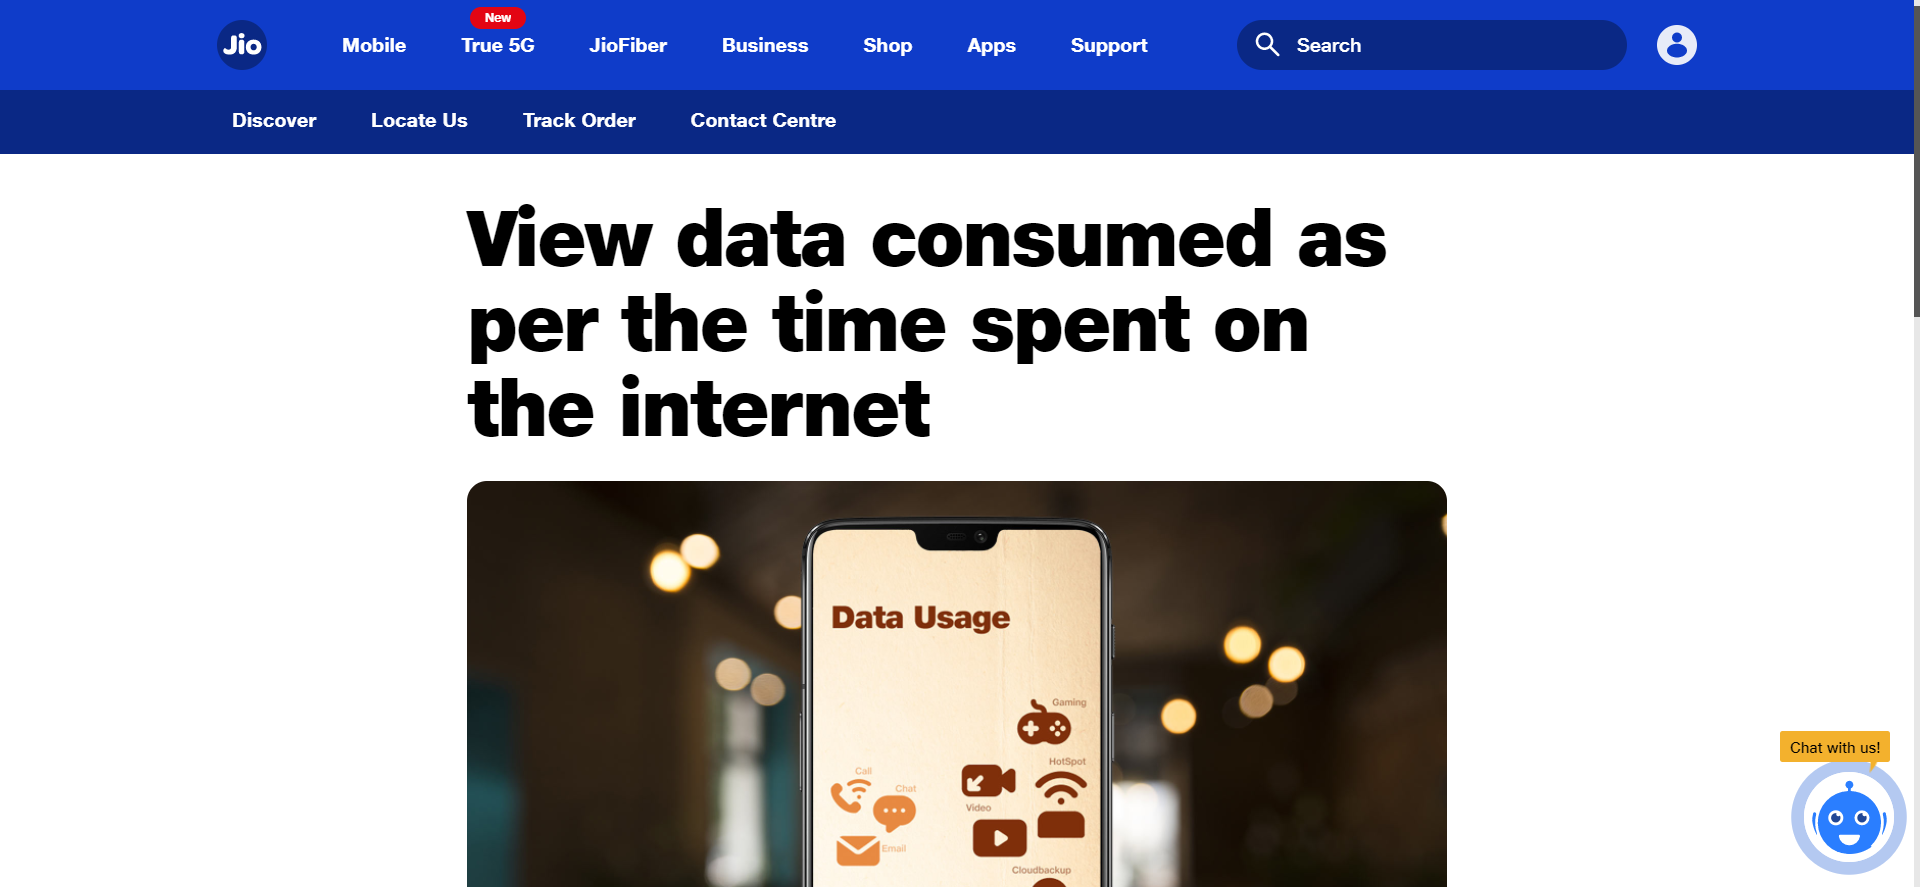 New
Jio
Mobile
True 5G
JioFiber
Business
Shop
Apps
Support
Search
Discover
Locate Us
Track Order
Contact Centre
View data consumed as
per the time spent on
the internet
Data Usage
Gaming
HotSpot
Call
Chat
Video
Email
Cloudbackup
Chat with us!